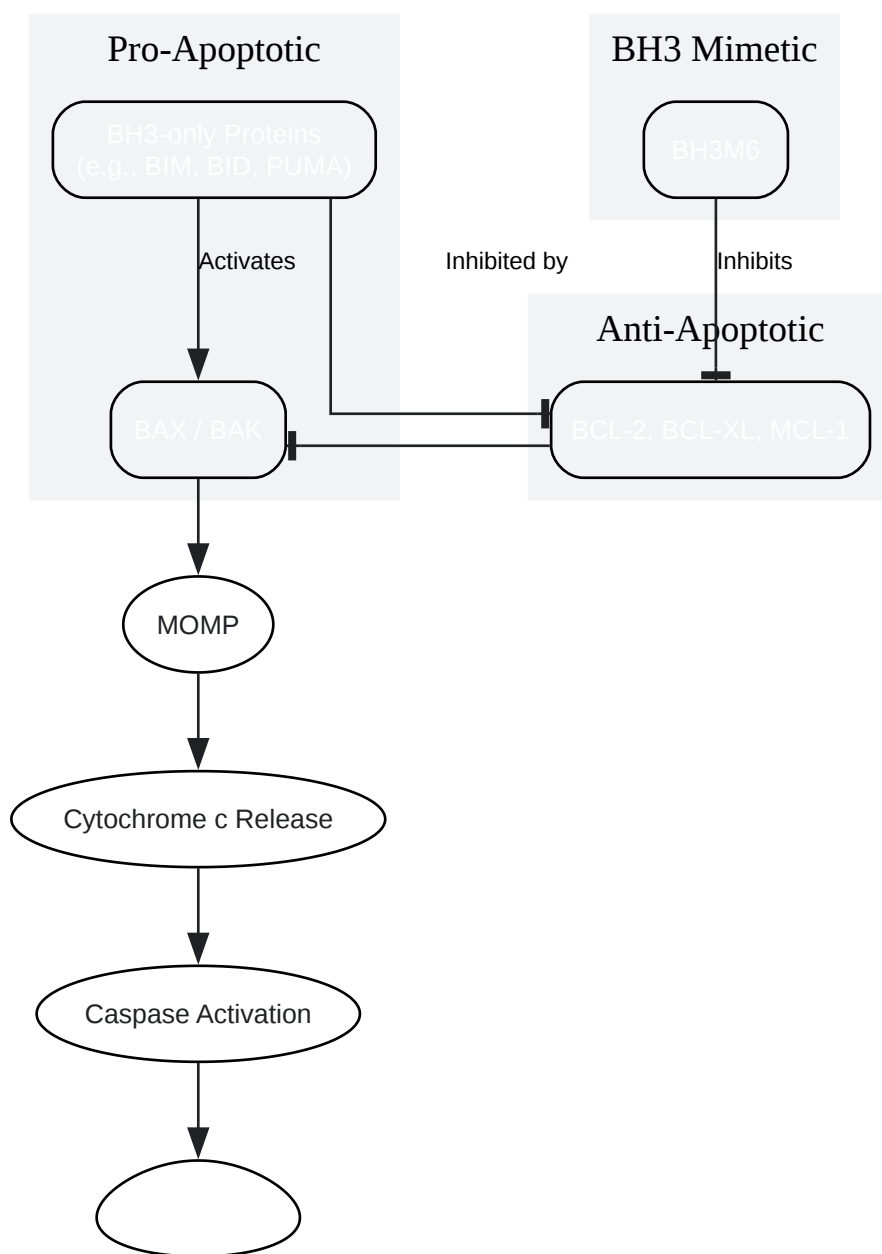 Pro-Apoptotic
BH3 Mimetic
BH3-only Proteins
(e.g., BIM, BID, PUMA)
BH3M6
Activates
Inhibited by
Inhibits
Anti-Apoptotic
BAX / BAK
BCL-2, BCL-XL, MCL-1
MOMP
Cytochrome c Release
Caspase Activation